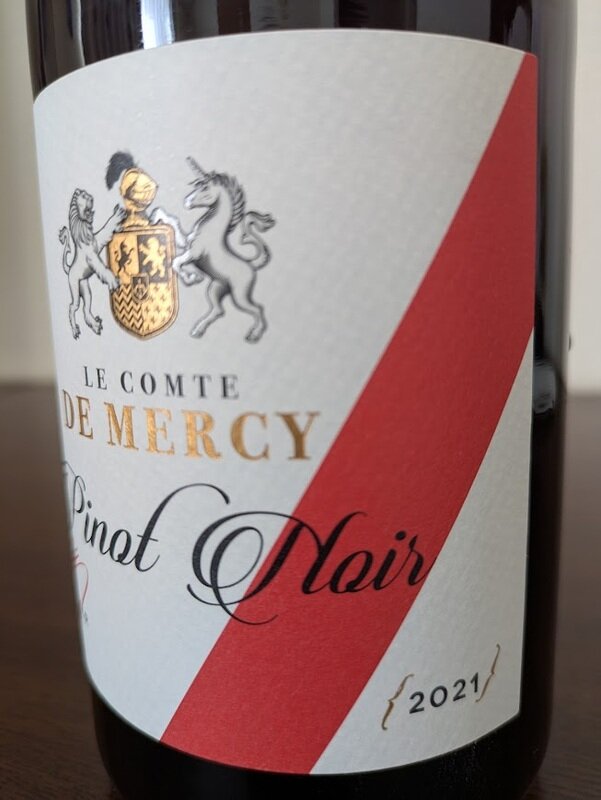 LE COMTE
DE MERCY
Pinot Noir
{2021}